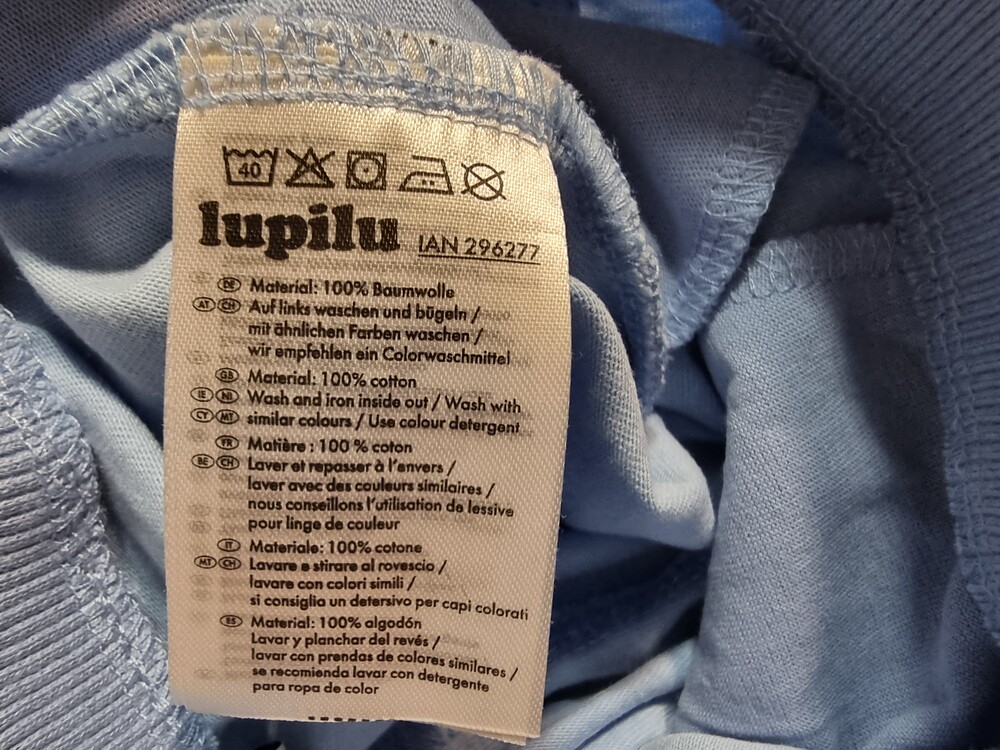 40
lupilu IAN 296277
DE Material: 100% Baumwolle
AT CH Auf links waschen und bügeln /
mit ähnlichen Farben waschen /
wir empfehlen ein Colorwaschmittel
GB Material: 100% cotton
IE NI Wash and iron inside out / Wash with
CY MT similar colours / Use colour detergent
FR Matière : 100 % coton
BE CH Laver et repasser à l'envers /
laver avec des couleurs similaires /
nous conseillons l'utilisation de lessive
pour linge de couleur
IT Materiale: 100% cotone
MT CH Lavare e stirare al rovescio /
lavare con colori simili /
si consiglia un detersivo per capi colorati
ES Material: 100% algodón
Lavar y planchar del revés /
lavar con prendas de colores similares /
se recomienda lavar con detergente
para ropa de color